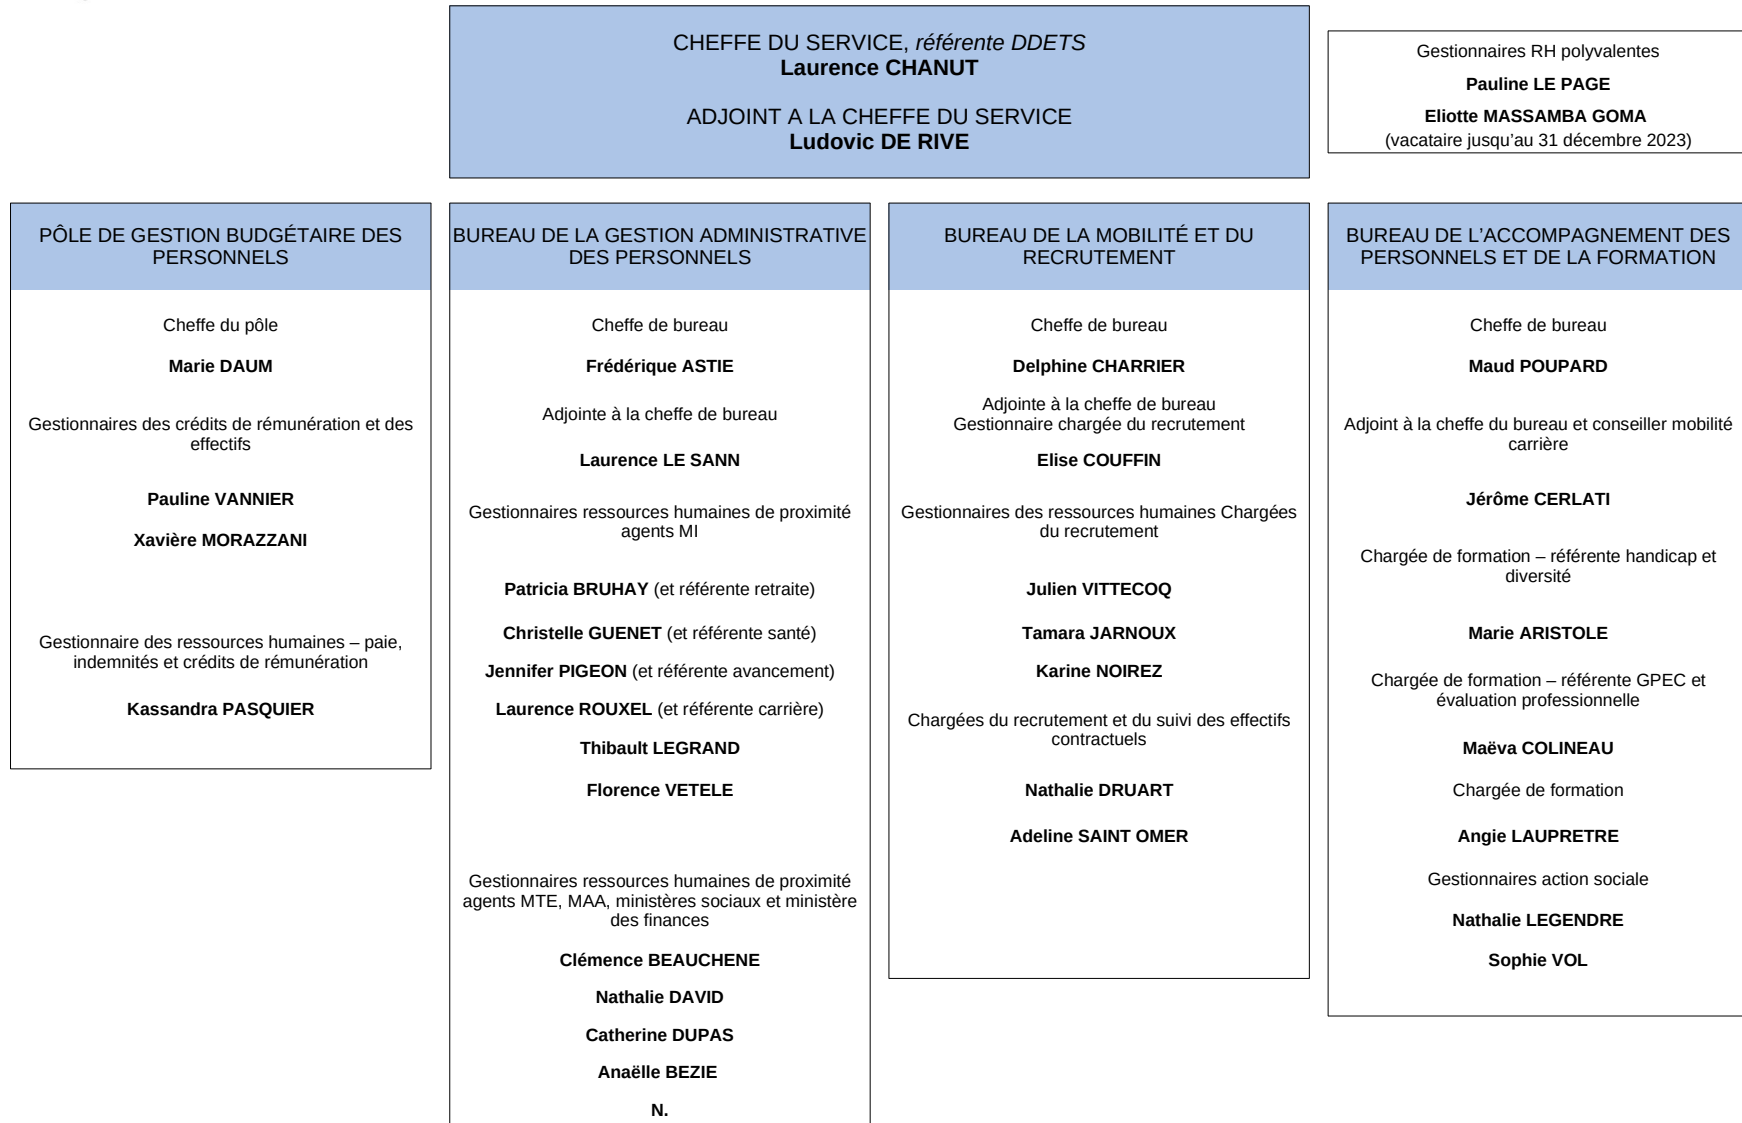 CHEFFE DU SERVICE, référente DDETS
Laurence CHANUT
ADJOINT A LA CHEFFE DU SERVICE
Ludovic DE RIVE
Gestionnaires RH polyvalentes
Pauline LE PAGE
Eliotte MASSAMBA GOMA
(vacataire jusqu’au 31 décembre 2023)
PÔLE DE GESTION BUDGÉTAIRE DES
PERSONNELS
Cheffe du pôle
Marie DAUM
Gestionnaires des crédits de rémunération et des
effectifs
Pauline VANNIER
Xavière MORAZZANI
Gestionnaire des ressources humaines – paie,
indemnités et crédits de rémunération
Kassandra PASQUIER
BUREAU DE LA GESTION ADMINISTRATIVE
DES PERSONNELS
Cheffe de bureau
Frédérique ASTIE
Adjointe à la cheffe de bureau
Laurence LE SANN
Gestionnaires ressources humaines de proximité
agents MI
Patricia BRUHAY (et référente retraite)
Christelle GUENET (et référente santé)
Jennifer PIGEON (et référente avancement)
Laurence ROUXEL (et référente carrière)
Thibault LEGRAND
Florence VETELE
Gestionnaires ressources humaines de proximité
agents MTE, MAA, ministères sociaux et ministère
des finances
Clémence BEAUCHENE
Nathalie DAVID
Catherine DUPAS
Anaëlle BEZIE
N.
BUREAU DE LA MOBILITÉ ET DU
RECRUTEMENT
Cheffe de bureau
Delphine CHARRIER
Adjointe à la cheffe de bureau
Gestionnaire chargée du recrutement
Elise COUFFIN
Gestionnaires des ressources humaines Chargées
du recrutement
Julien VITTECOQ
Tamara JARNOUX
Karine NOIREZ
Chargées du recrutement et du suivi des effectifs
contractuels
Nathalie DRUART
Adeline SAINT OMER
BUREAU DE L’ACCOMPAGNEMENT DES
PERSONNELS ET DE LA FORMATION
Cheffe de bureau
Maud POUPARD
Adjoint à la cheffe du bureau et conseiller mobilité
carrière
Jérôme CERLATI
Chargée de formation – référente handicap et
diversité
Marie ARISTOLE
Chargée de formation – référente GPEC et
évaluation professionnelle
Maëva COLINEAU
Chargée de formation
Angie LAUPRETRE
Gestionnaires action sociale
Nathalie LEGENDRE
Sophie VOL